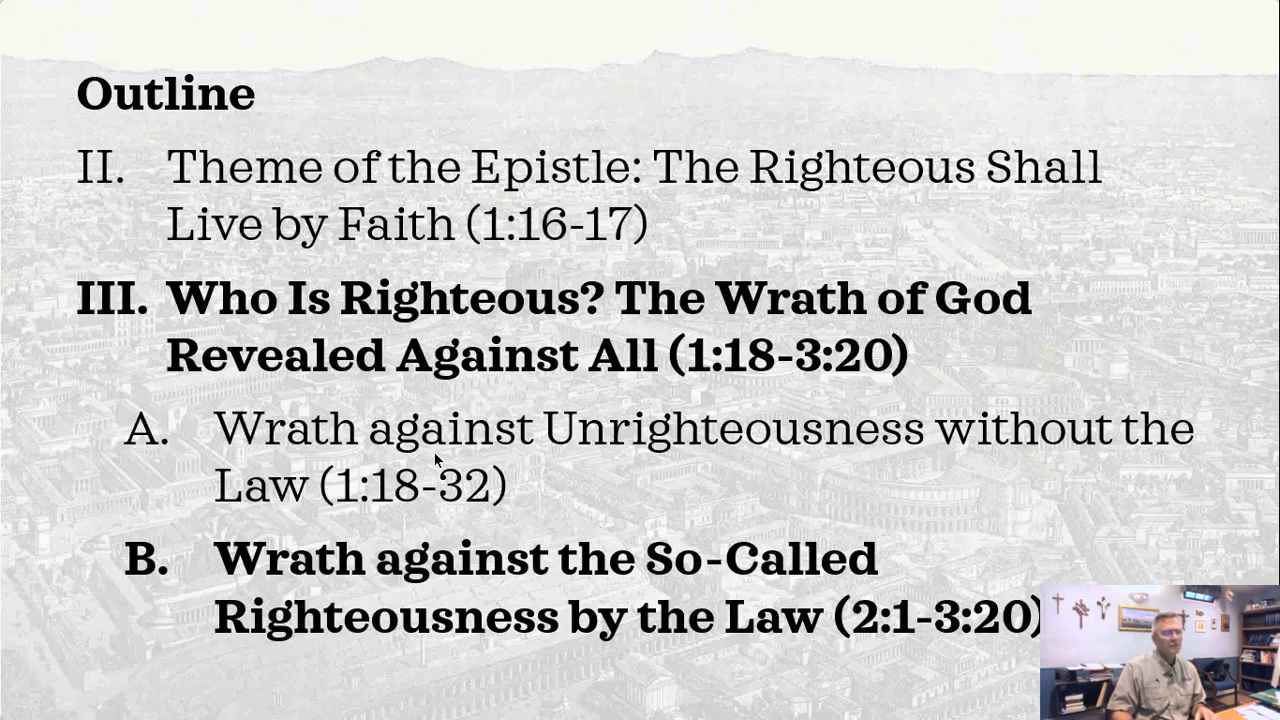 Outline
II. Theme of the Epistle: The Righteous Shall
Live by Faith (1:16-17)
III. Who Is Righteous? The Wrath of God
Revealed Against All (1:18-3:20)
A. Wrath against Unrighteousness without the
Law (1:18-32)
B. Wrath against the So-Called
Righteousness by the Law (2:1-3:20)